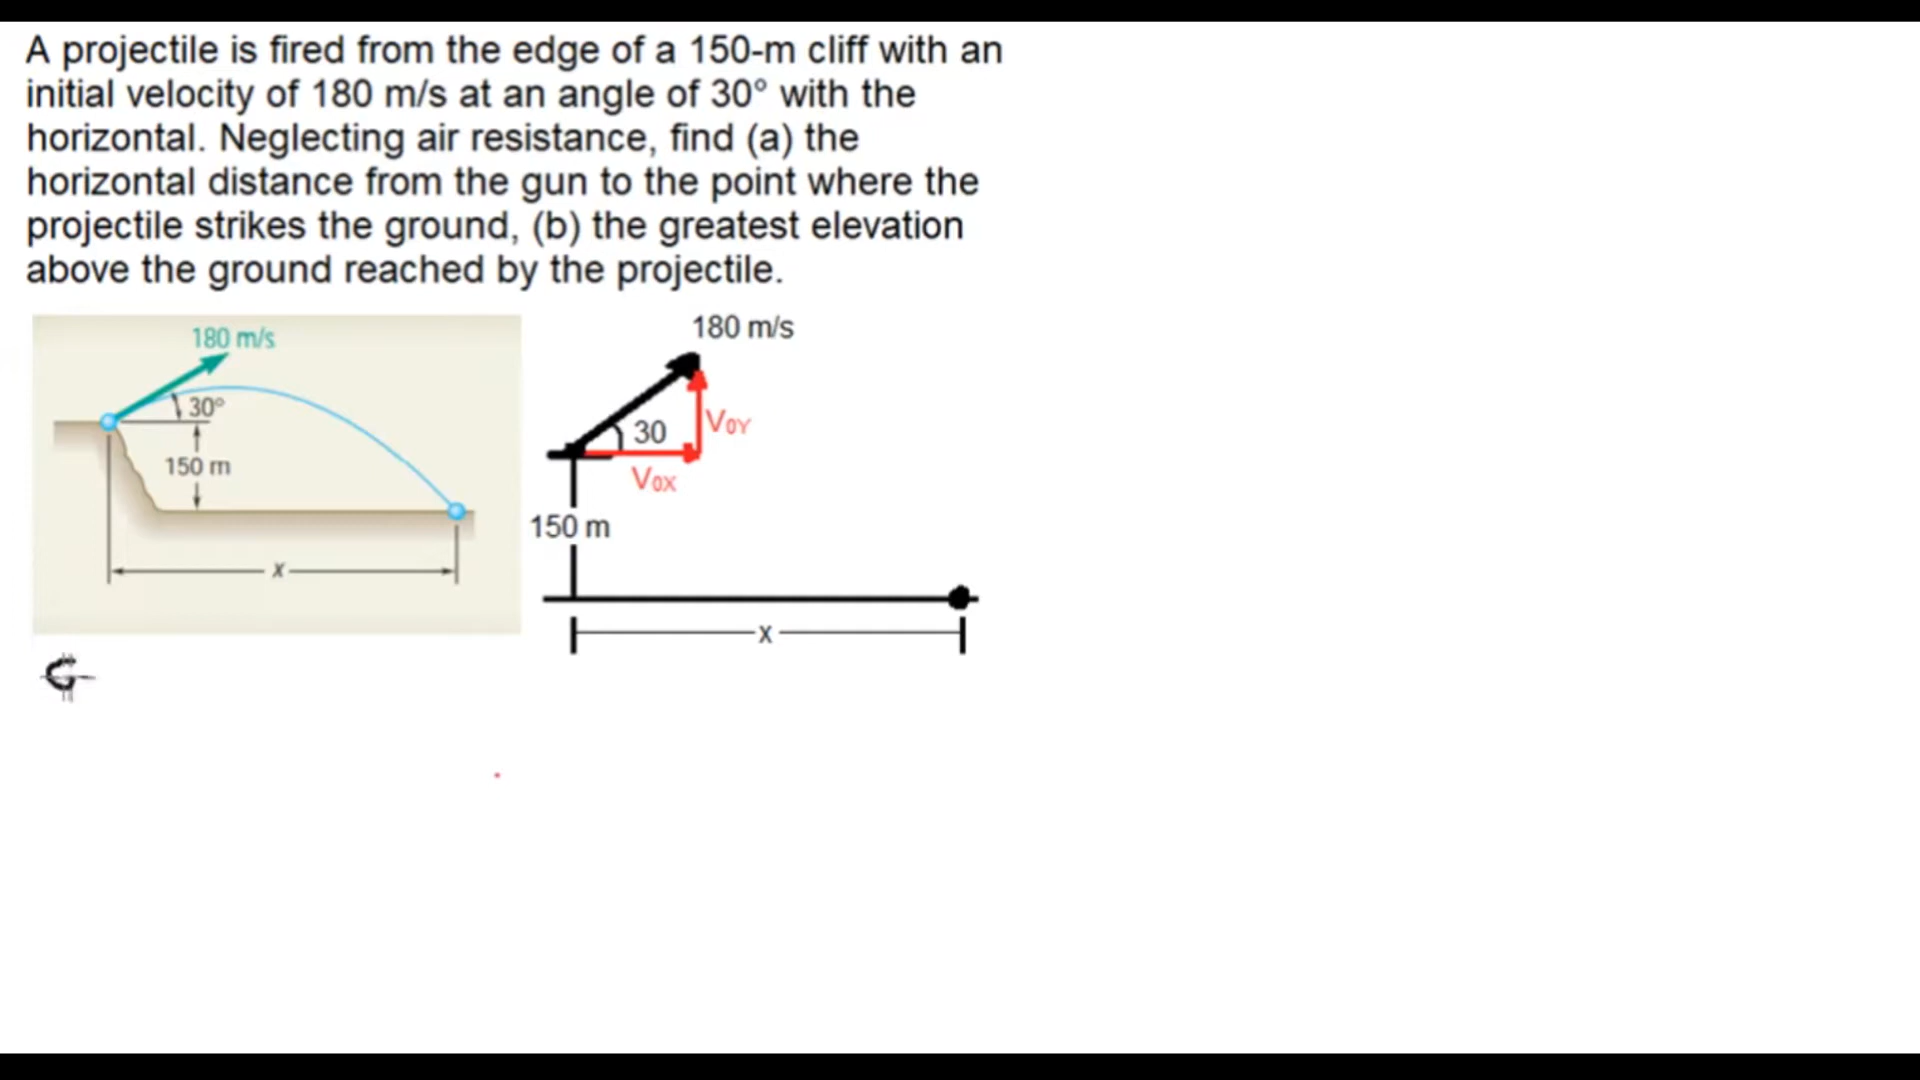 A projectile is fired from the edge of a 150-m cliff with an
initial velocity of 180 m/s at an angle of 30° with the
horizontal. Neglecting air resistance, find (a) the
horizontal distance from the gun to the point where the
projectile strikes the ground, (b) the greatest elevation
above the ground reached by the projectile.
180 m/s
30°
150 m
x
180 m/s
30
V0Y
V0X
150 m
x